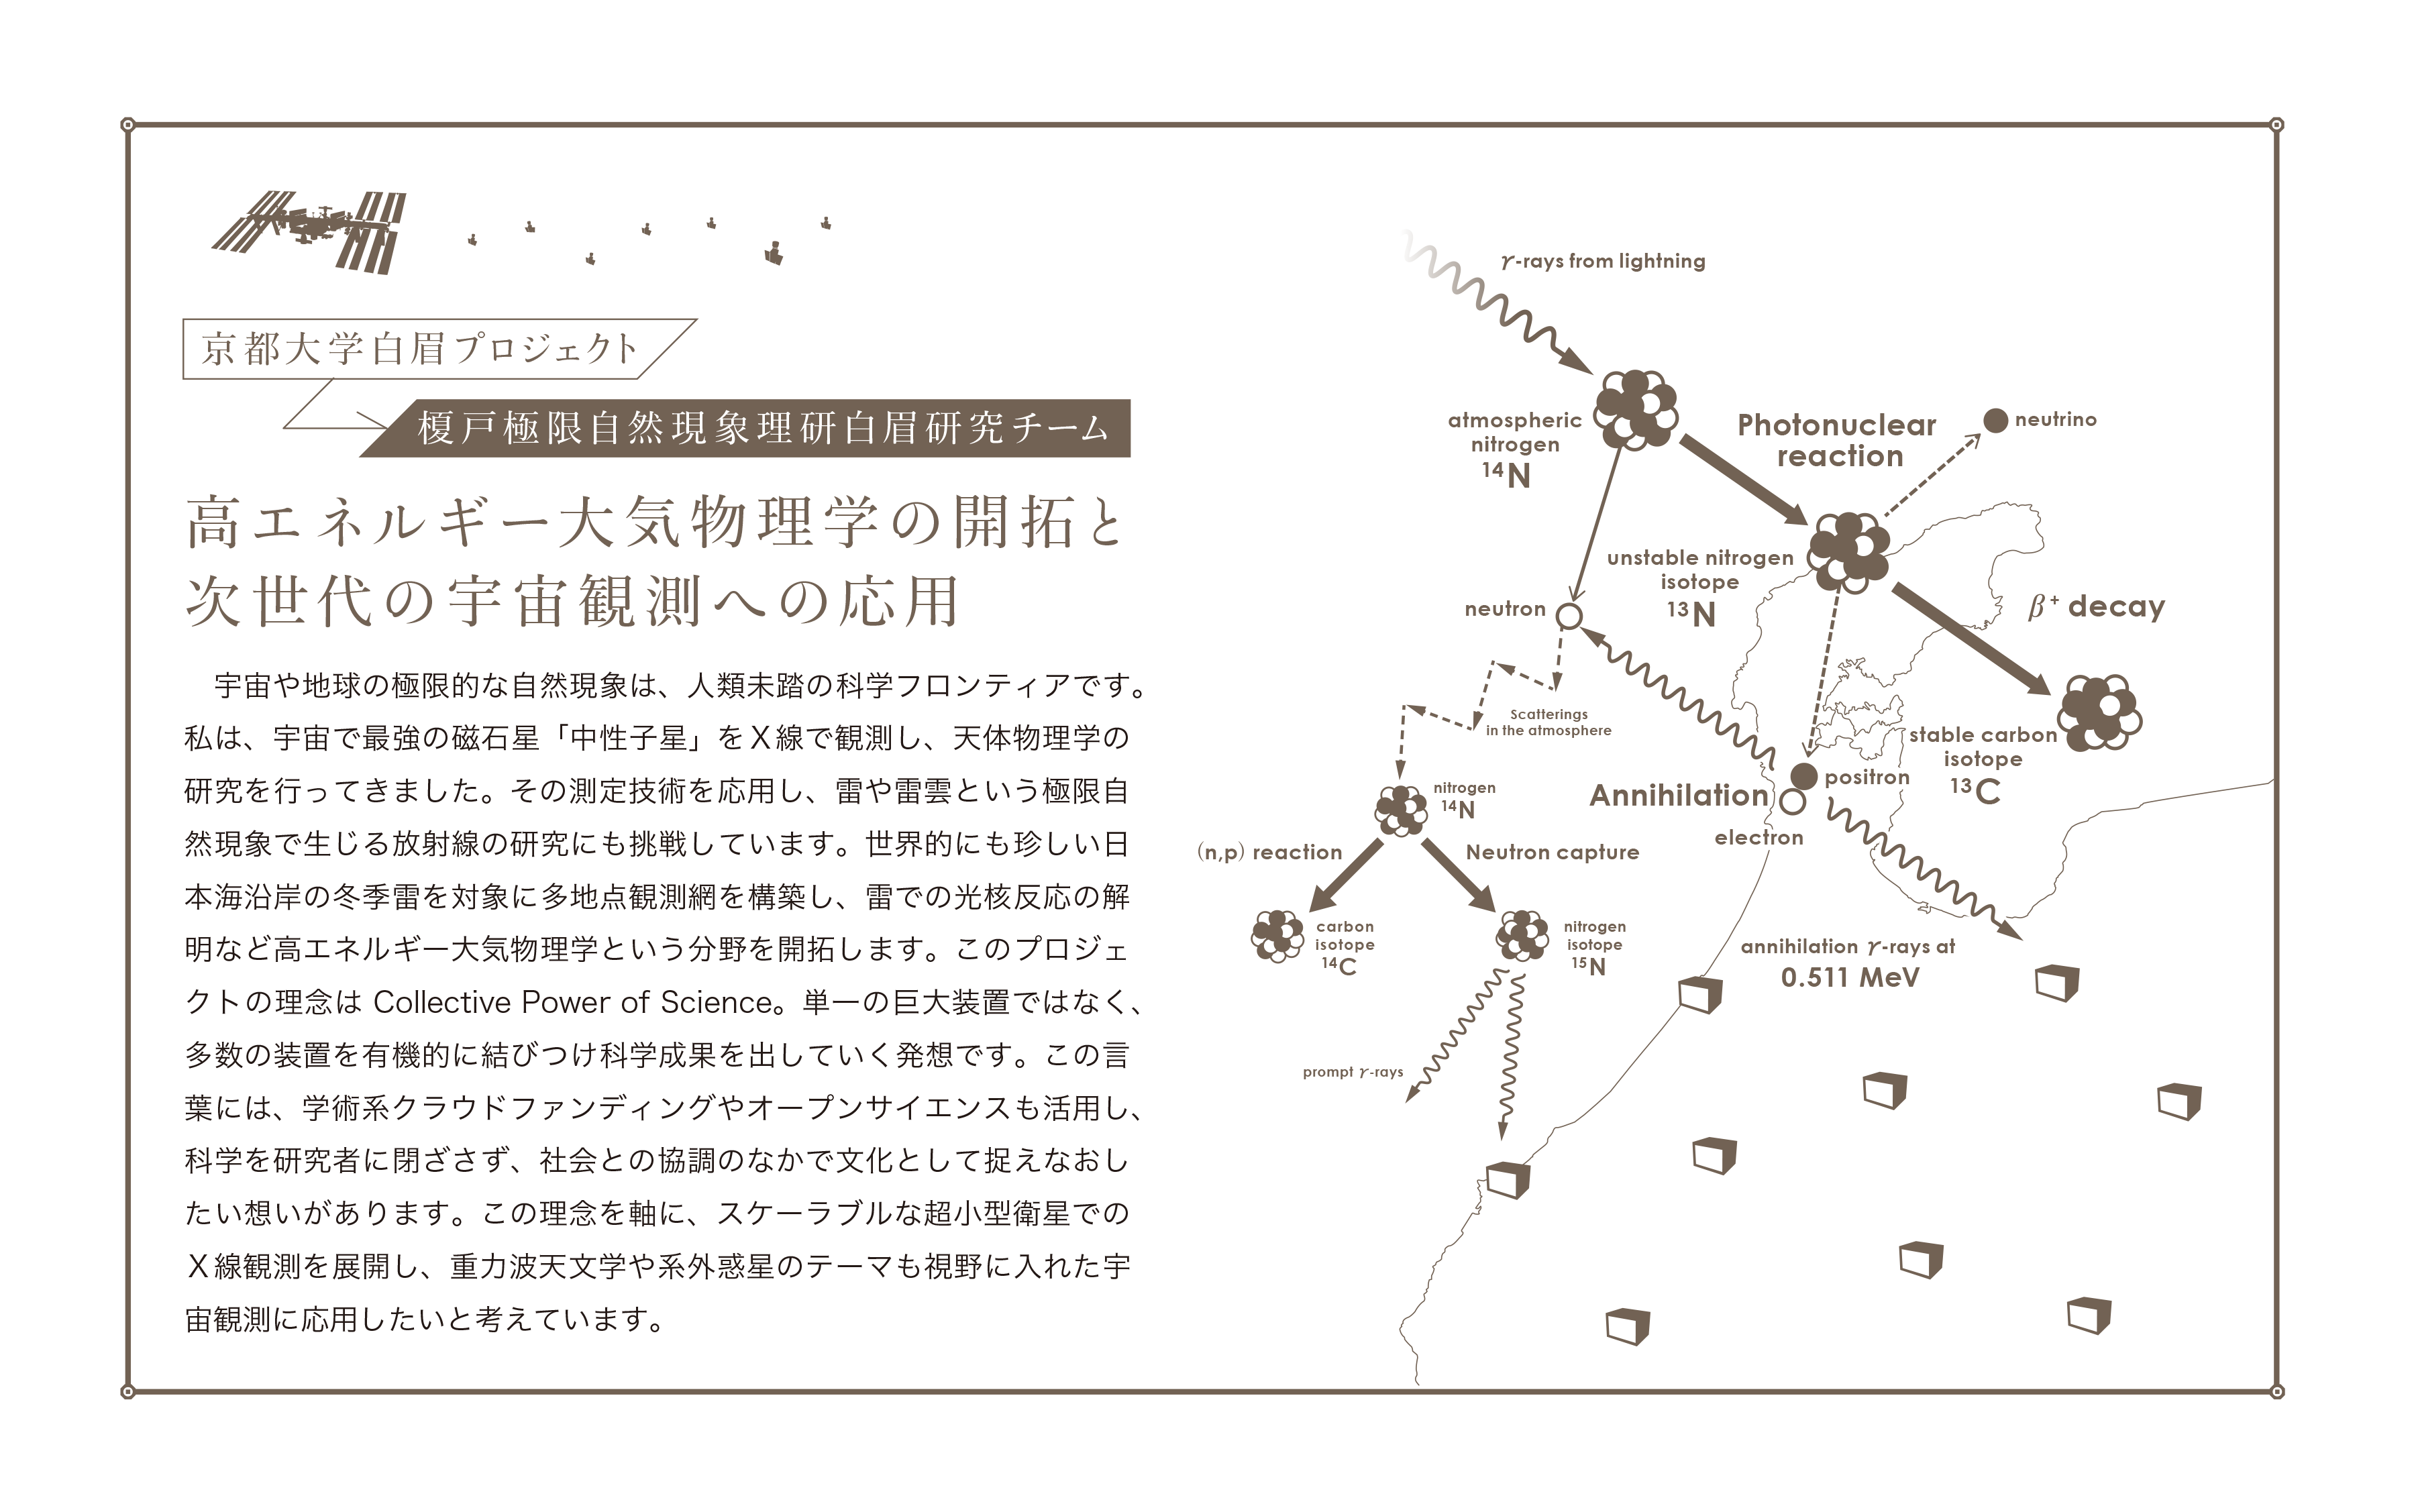 京都大学白眉プロジェクト
榎戸極限自然現象理研白眉研究チーム
高エネルギー大気物理学の開拓と
次世代の宇宙観測への応用
　宇宙や地球の極限的な自然現象は、人類未踏の科学フロンティアです。
私は、宇宙で最強の磁石星「中性子星」をX線で観測し、天体物理学の
研究を行ってきました。その測定技術を応用し、雷や雷雲という極限自
然現象で生じる放射線の研究にも挑戦しています。世界的にも珍しい日
本海沿岸の冬季雷を対象に多地点観測網を構築し、雷での光核反応の解
明など高エネルギー大気物理学という分野を開拓します。このプロジェ
クトの理念は Collective Power of Science。単一の巨大装置ではなく、
多数の装置を有機的に結びつけ科学成果を出していく発想です。この言
葉には、学術系クラウドファンディングやオープンサイエンスも活用し、
科学を研究者に閉ざさず、社会との協調のなかで文化として捉えなおし
たい想いがあります。この理念を軸に、スケーラブルな超小型衛星での
X線観測を展開し、重力波天文学や系外惑星のテーマも視野に入れた宇
宙観測に応用したいと考えています。
γ-rays from lightning
atmospheric
nitrogen
¹⁴N
Photonuclear
reaction
neutrino
unstable nitrogen
isotope
¹³N
neutron
β⁺ decay
Scatterings
in the atmosphere
stable carbon
isotope
¹³C
nitrogen
¹⁴N
Annihilation
positron
electron
(n,p) reaction
Neutron capture
carbon
isotope
¹⁴C
nitrogen
isotope
¹⁵N
annihilation γ-rays at
0.511 MeV
prompt γ-rays